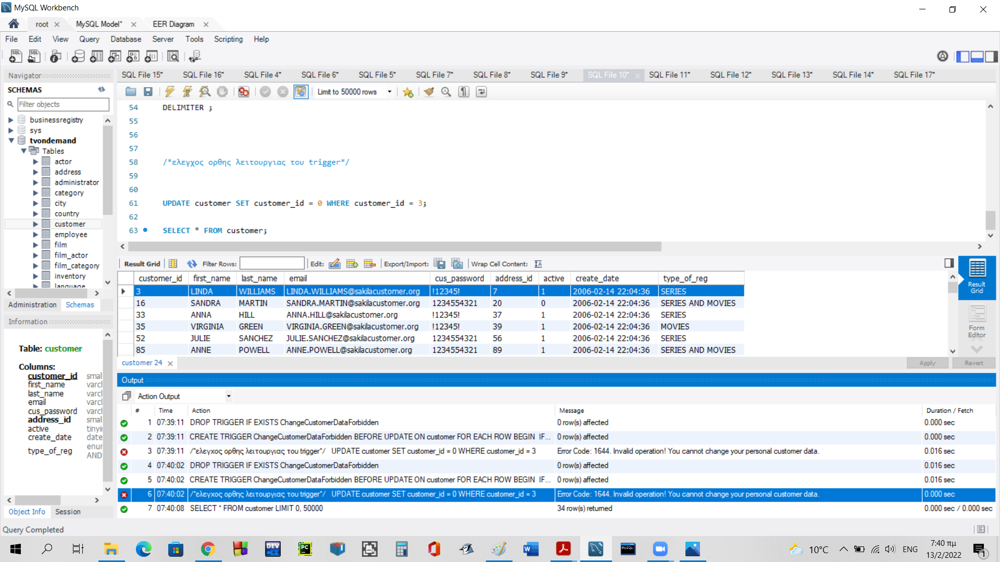 MySQL Workbench
root MySQL Model* EER Diagram
File Edit View Query Database Server Tools Scripting Help
Navigator
SQL File 15* SQL File 16* SQL File 4* SQL File 6* SQL File 5* SQL File 7* SQL File 8* SQL File 9* SQL File 10* SQL File 11* SQL File 12* SQL File 13* SQL File 14* SQL File 17*
SCHEMAS
Limit to 50000 rows
Filter objects
businessregistry
sys
tvondemand
Tables
actor
address
administrator
category
city
country
customer
employee
film
film_actor
film_category
inventory
language
Administration Schemas
54 DELIMITER ;
55
56
57
58 /*ελεγχος ορθης λειτουργιας του trigger*/
59
60
61 UPDATE customer SET customer_id = 0 WHERE customer_id = 3;
62
63 SELECT * FROM customer;
Result Grid Filter Rows: Edit: Export/Import: Wrap Cell Content:
customer_id first_name last_name email cus_password address_id active create_date type_of_reg
3 LINDA WILLIAMS LINDA.WILLIAMS@sakilacustomer.org !12345! 7 1 2006-02-14 22:04:36 SERIES
16 SANDRA MARTIN SANDRA.MARTIN@sakilacustomer.org 1234554321 20 0 2006-02-14 22:04:36 SERIES AND MOVIES
33 ANNA HILL ANNA.HILL@sakilacustomer.org !12345! 37 1 2006-02-14 22:04:36 SERIES
35 VIRGINIA GREEN VIRGINIA.GREEN@sakilacustomer.org !12345! 39 1 2006-02-14 22:04:36 MOVIES
52 JULIE SANCHEZ JULIE.SANCHEZ@sakilacustomer.org 1234554321 56 1 2006-02-14 22:04:36 SERIES
85 ANNE POWELL ANNE.POWELL@sakilacustomer.org 1234554321 89 1 2006-02-14 22:04:36 SERIES AND MOVIES
Result
Grid
Form
Editor
customer 24 Apply Revert
Information
Table: customer
Columns:
customer_id smal
first_name varcl
last_name varcl
email varcl
cus_password varcl
address_id smal
active tinyi
create_date date
type_of_reg enur
AND
Object Info Session
Output
Action Output
# Time Action Message Duration / Fetch
1 07:39:11 DROP TRIGGER IF EXISTS ChangeCustomerDataForbidden 0 row(s) affected 0.000 sec
2 07:39:11 CREATE TRIGGER ChangeCustomerDataForbidden BEFORE UPDATE ON customer FOR EACH ROW BEGIN IF... 0 row(s) affected 0.000 sec
3 07:39:11 /*ελεγχος ορθης λειτουργιας του trigger*/ UPDATE customer SET customer_id = 0 WHERE customer_id = 3 Error Code: 1644. Invalid operation! You cannot change your personal customer data. 0.016 sec
4 07:40:02 DROP TRIGGER IF EXISTS ChangeCustomerDataForbidden 0 row(s) affected 0.016 sec
5 07:40:02 CREATE TRIGGER ChangeCustomerDataForbidden BEFORE UPDATE ON customer FOR EACH ROW BEGIN IF... 0 row(s) affected 0.016 sec
6 07:40:02 /*ελεγχος ορθης λειτουργιας του trigger*/ UPDATE customer SET customer_id = 0 WHERE customer_id = 3 Error Code: 1644. Invalid operation! You cannot change your personal customer data. 0.000 sec
7 07:40:08 SELECT * FROM customer LIMIT 0, 50000 34 row(s) returned 0.000 sec / 0.000 sec
Query Completed
10°C ENG 7:40 πμ
13/2/2022
1